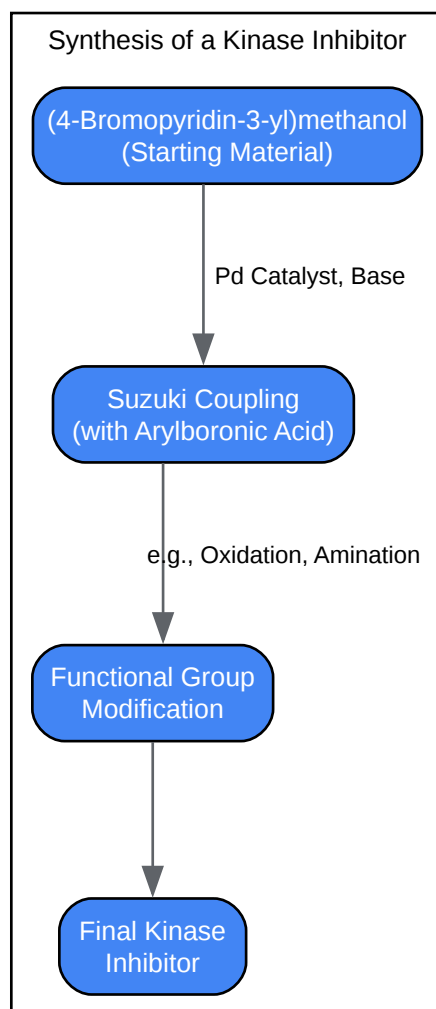 Synthesis of a Kinase Inhibitor
(4-Bromopyridin-3-yl)methanol
(Starting Material)
Pd Catalyst, Base
Suzuki Coupling
(with Arylboronic Acid)
e.g., Oxidation, Amination
Functional Group
Modification
Final Kinase
Inhibitor